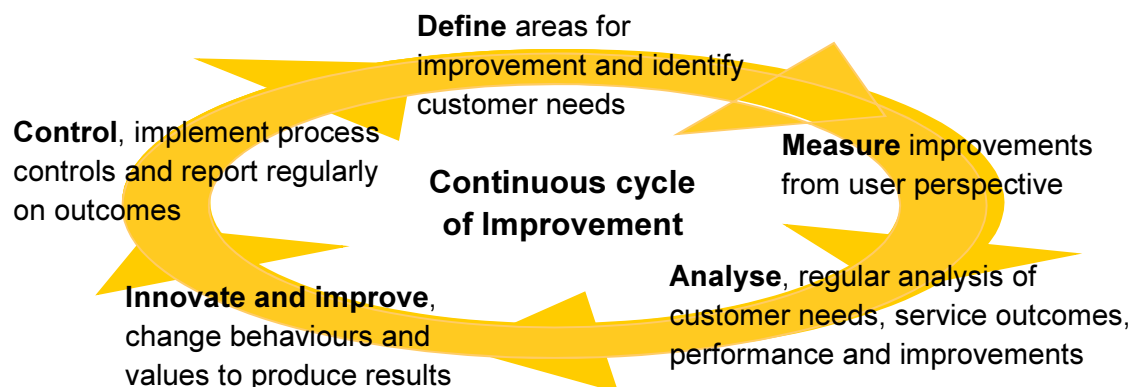 Define areas for
improvement and identify
customer needs
Measure improvements
from user perspective
Analyse, regular analysis of
customer needs, service outcomes,
performance and improvements
Innovate and improve,
change behaviours and
values to produce results
Control, implement process
controls and report regularly
on outcomes
Continuous cycle
of Improvement